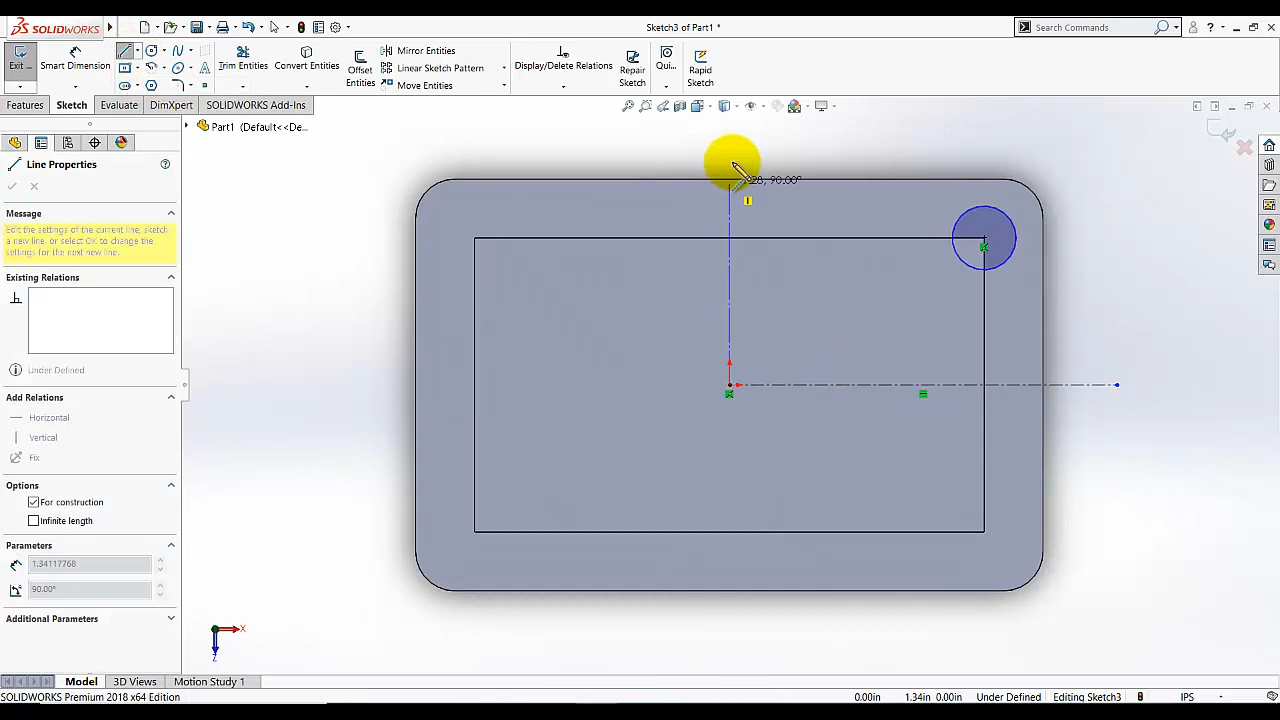 SOLIDWORKS
Sketch3 of Part1 *
Search Commands
?
Exit ...
Smart Dimension
Trim Entities
Convert Entities
Offset Entities
Mirror Entities
Linear Sketch Pattern
Move Entities
Display/Delete Relations
Repair Sketch
Qui...
Rapid Sketch
Features
Sketch
Evaluate
DimXpert
SOLIDWORKS Add-Ins
Part1 (Default<<De...
Line Properties
Message
Edit the settings of the current line, sketch
a new line, or select OK to change the
settings for the next new line.
Existing Relations
Under Defined
Add Relations
Horizontal
Vertical
Fix
Options
For construction
Infinite length
Parameters
1.34117768
90.00°
Additional Parameters
90.00°
X
Z
Model
3D Views
Motion Study 1
SOLIDWORKS Premium 2018 x64 Edition
0.00in
1.34in 0.00in
Under Defined
Editing Sketch3
IPS